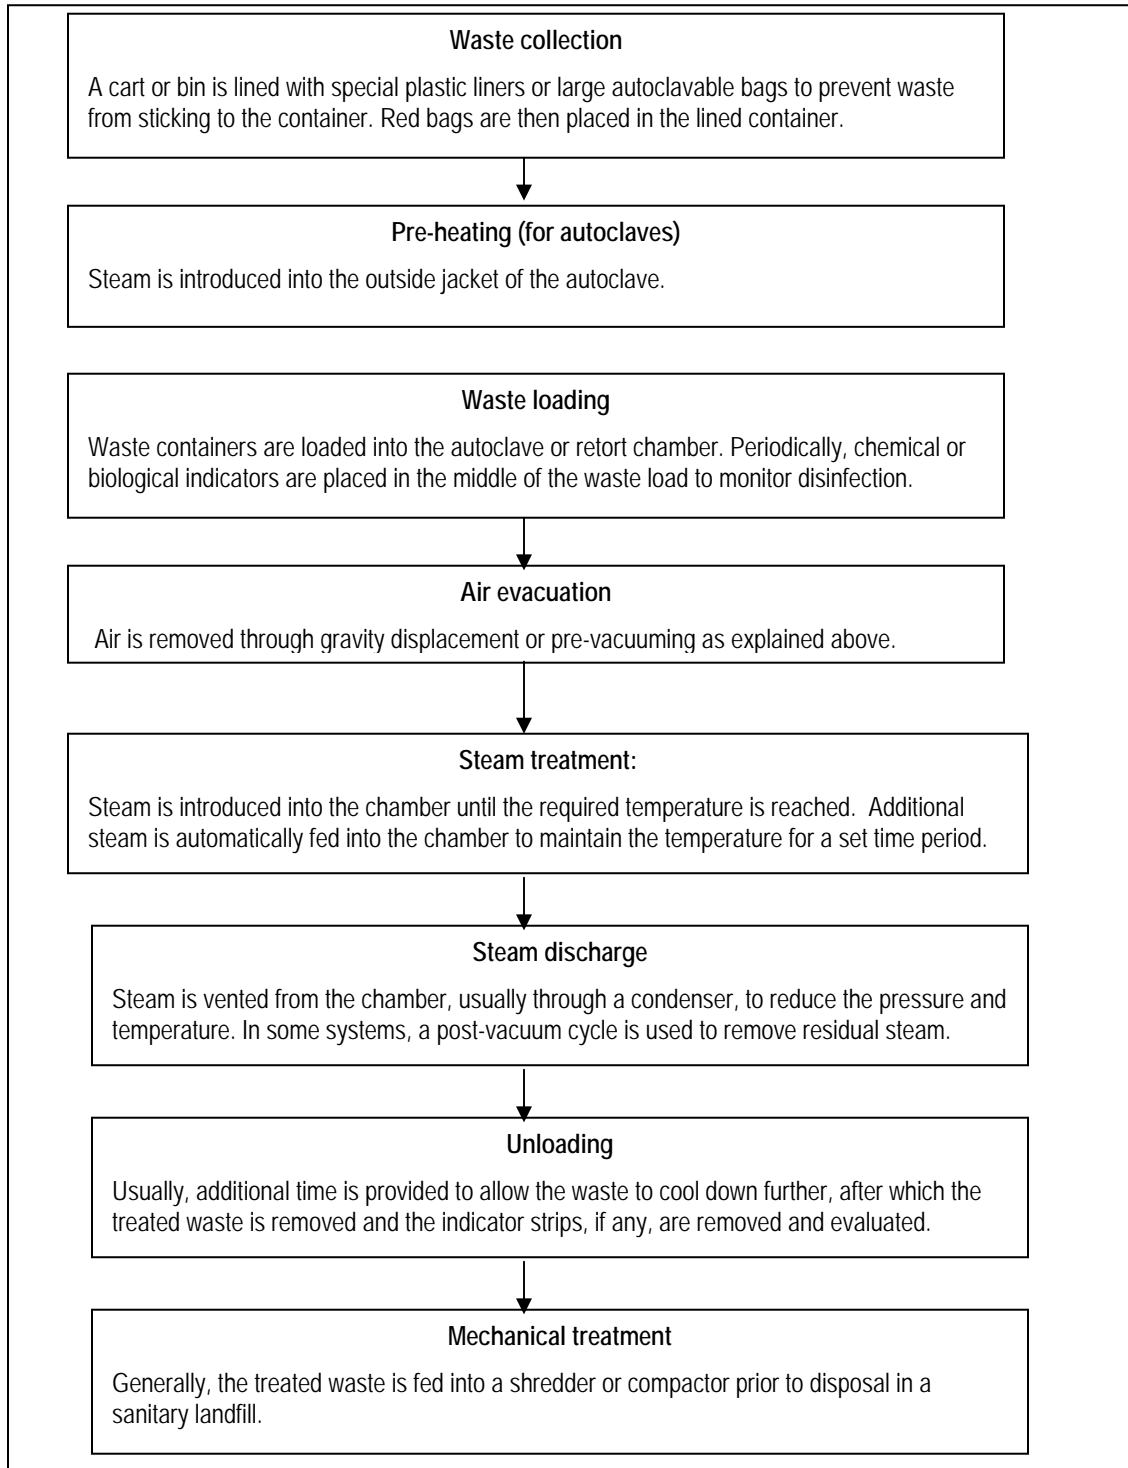 Waste collection
A cart or bin is lined with special plastic liners or large autoclavable bags to prevent waste
from sticking to the container. Red bags are then placed in the lined container.
Pre-heating (for autoclaves)
Steam is introduced into the outside jacket of the autoclave.
Waste loading
Waste containers are loaded into the autoclave or retort chamber. Periodically, chemical or
biological indicators are placed in the middle of the waste load to monitor disinfection.
Air evacuation
Air is removed through gravity displacement or pre-vacuuming as explained above.
Steam treatment:
Steam is introduced into the chamber until the required temperature is reached.  Additional
steam is automatically fed into the chamber to maintain the temperature for a set time period.
Steam discharge
Steam is vented from the chamber, usually through a condenser, to reduce the pressure and
temperature. In some systems, a post-vacuum cycle is used to remove residual steam.
Unloading
Usually, additional time is provided to allow the waste to cool down further, after which the
treated waste is removed and the indicator strips, if any, are removed and evaluated.
Mechanical treatment
Generally, the treated waste is fed into a shredder or compactor prior to disposal in a
sanitary landfill.